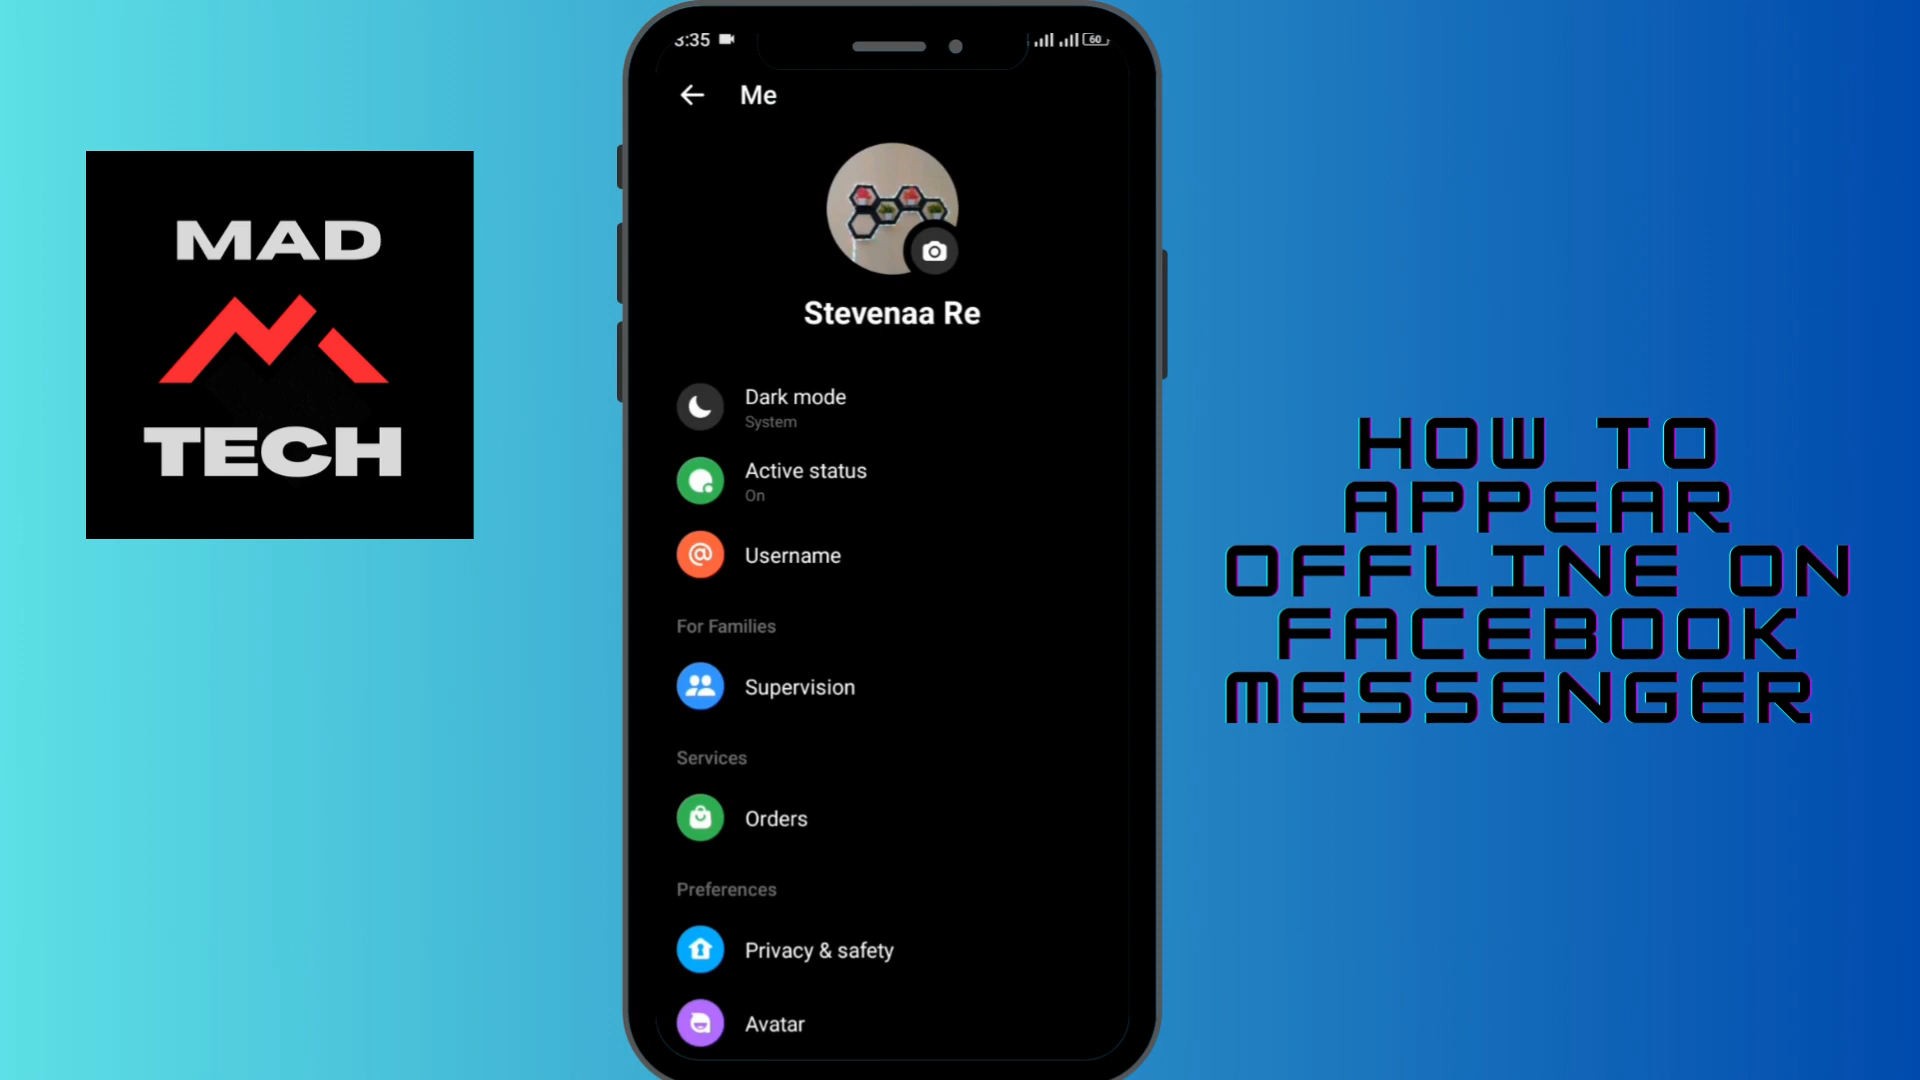 MAD
TECH
3:35
60
Me
Stevenaa Re
Dark mode
System
Active status
On
@
Username
For Families
Supervision
Services
Orders
Preferences
Privacy & safety
Avatar
HOW TO
APPEAR
OFFLINE ON
FACEBOOK
MESSENGER